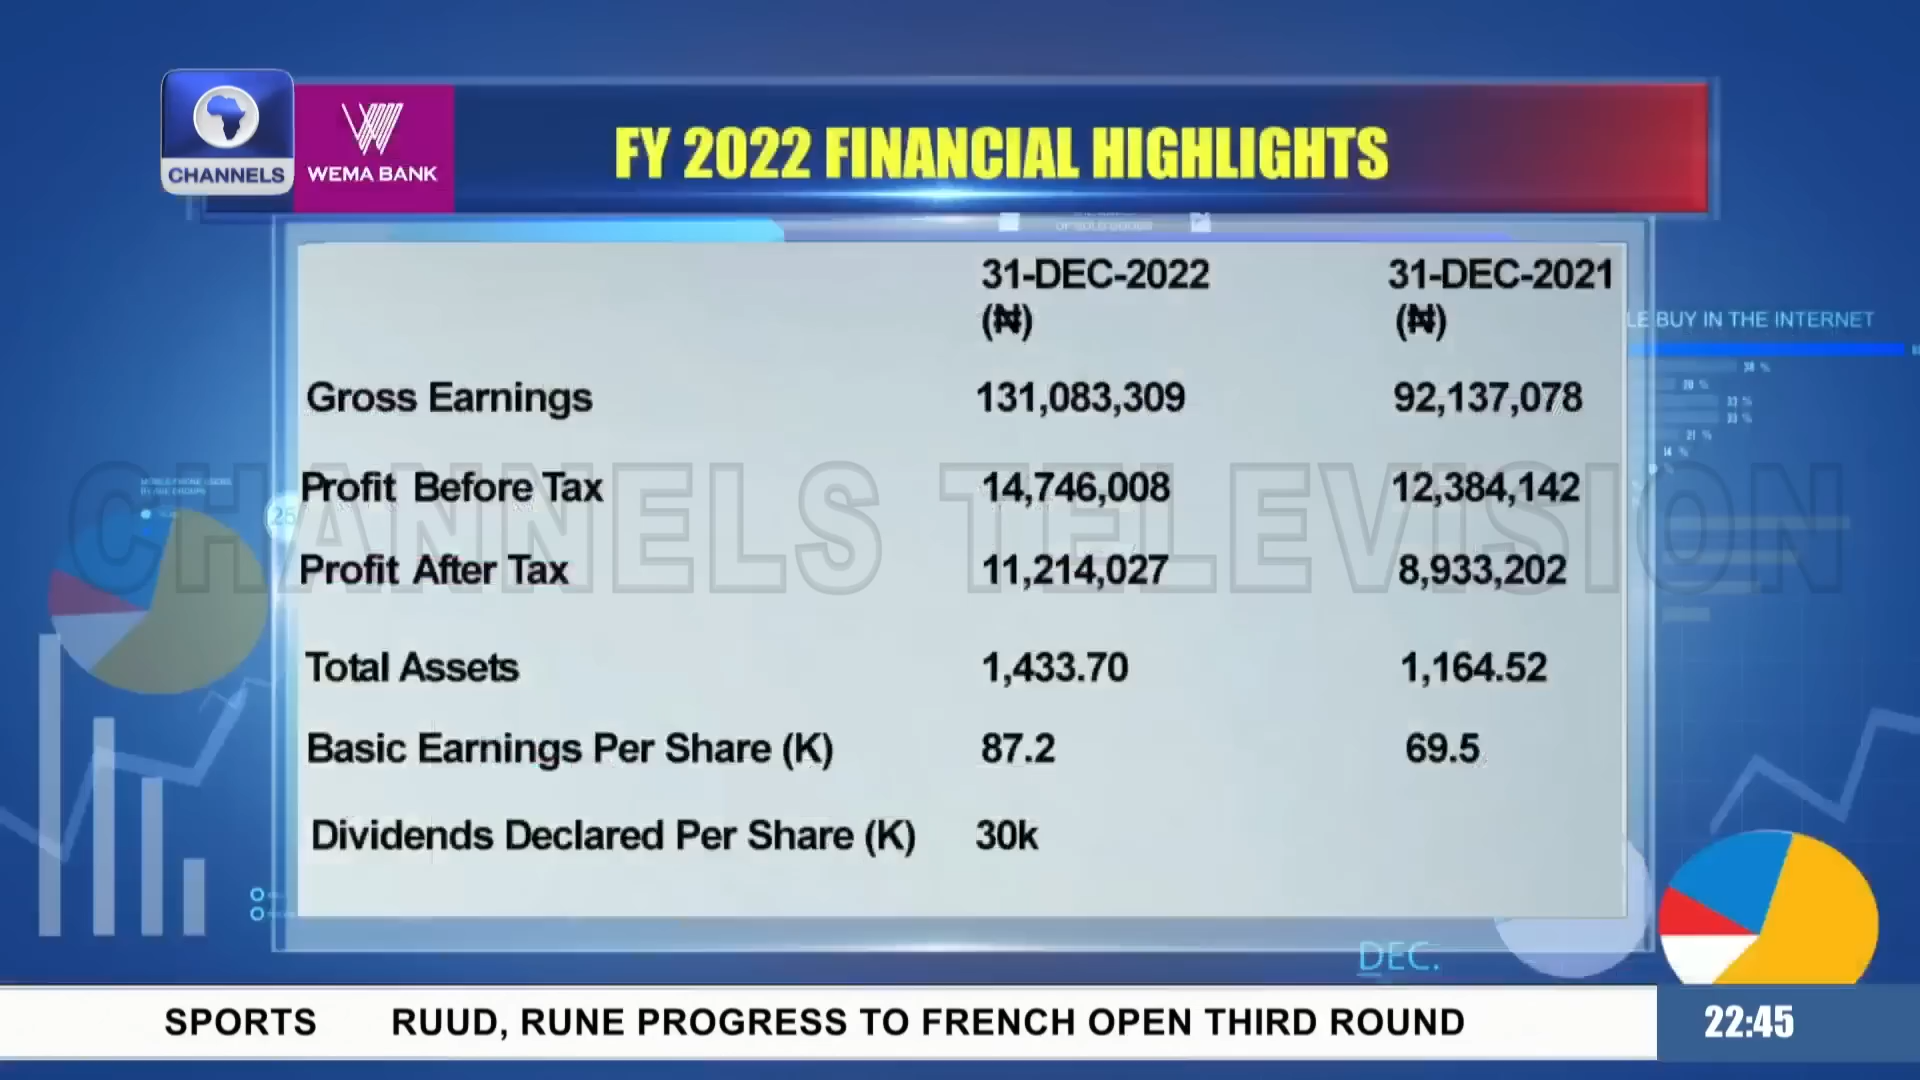 CHANNELS
WEMA BANK
FY 2022 FINANCIAL HIGHLIGHTS
OF SOLD GOODS
31-DEC-2022 31-DEC-2021
(₦) (₦)
LE BUY IN THE INTERNET
Gross Earnings 131,083,309 92,137,078
Profit Before Tax 14,746,008 12,384,142
Profit After Tax 11,214,027 8,933,202
CHANNELS TELEVISION
Total Assets 1,433.70 1,164.52
Basic Earnings Per Share (K) 87.2 69.5
Dividends Declared Per Share (K) 30k
25
DEC.
SPORTS RUUD, RUNE PROGRESS TO FRENCH OPEN THIRD ROUND
22:45